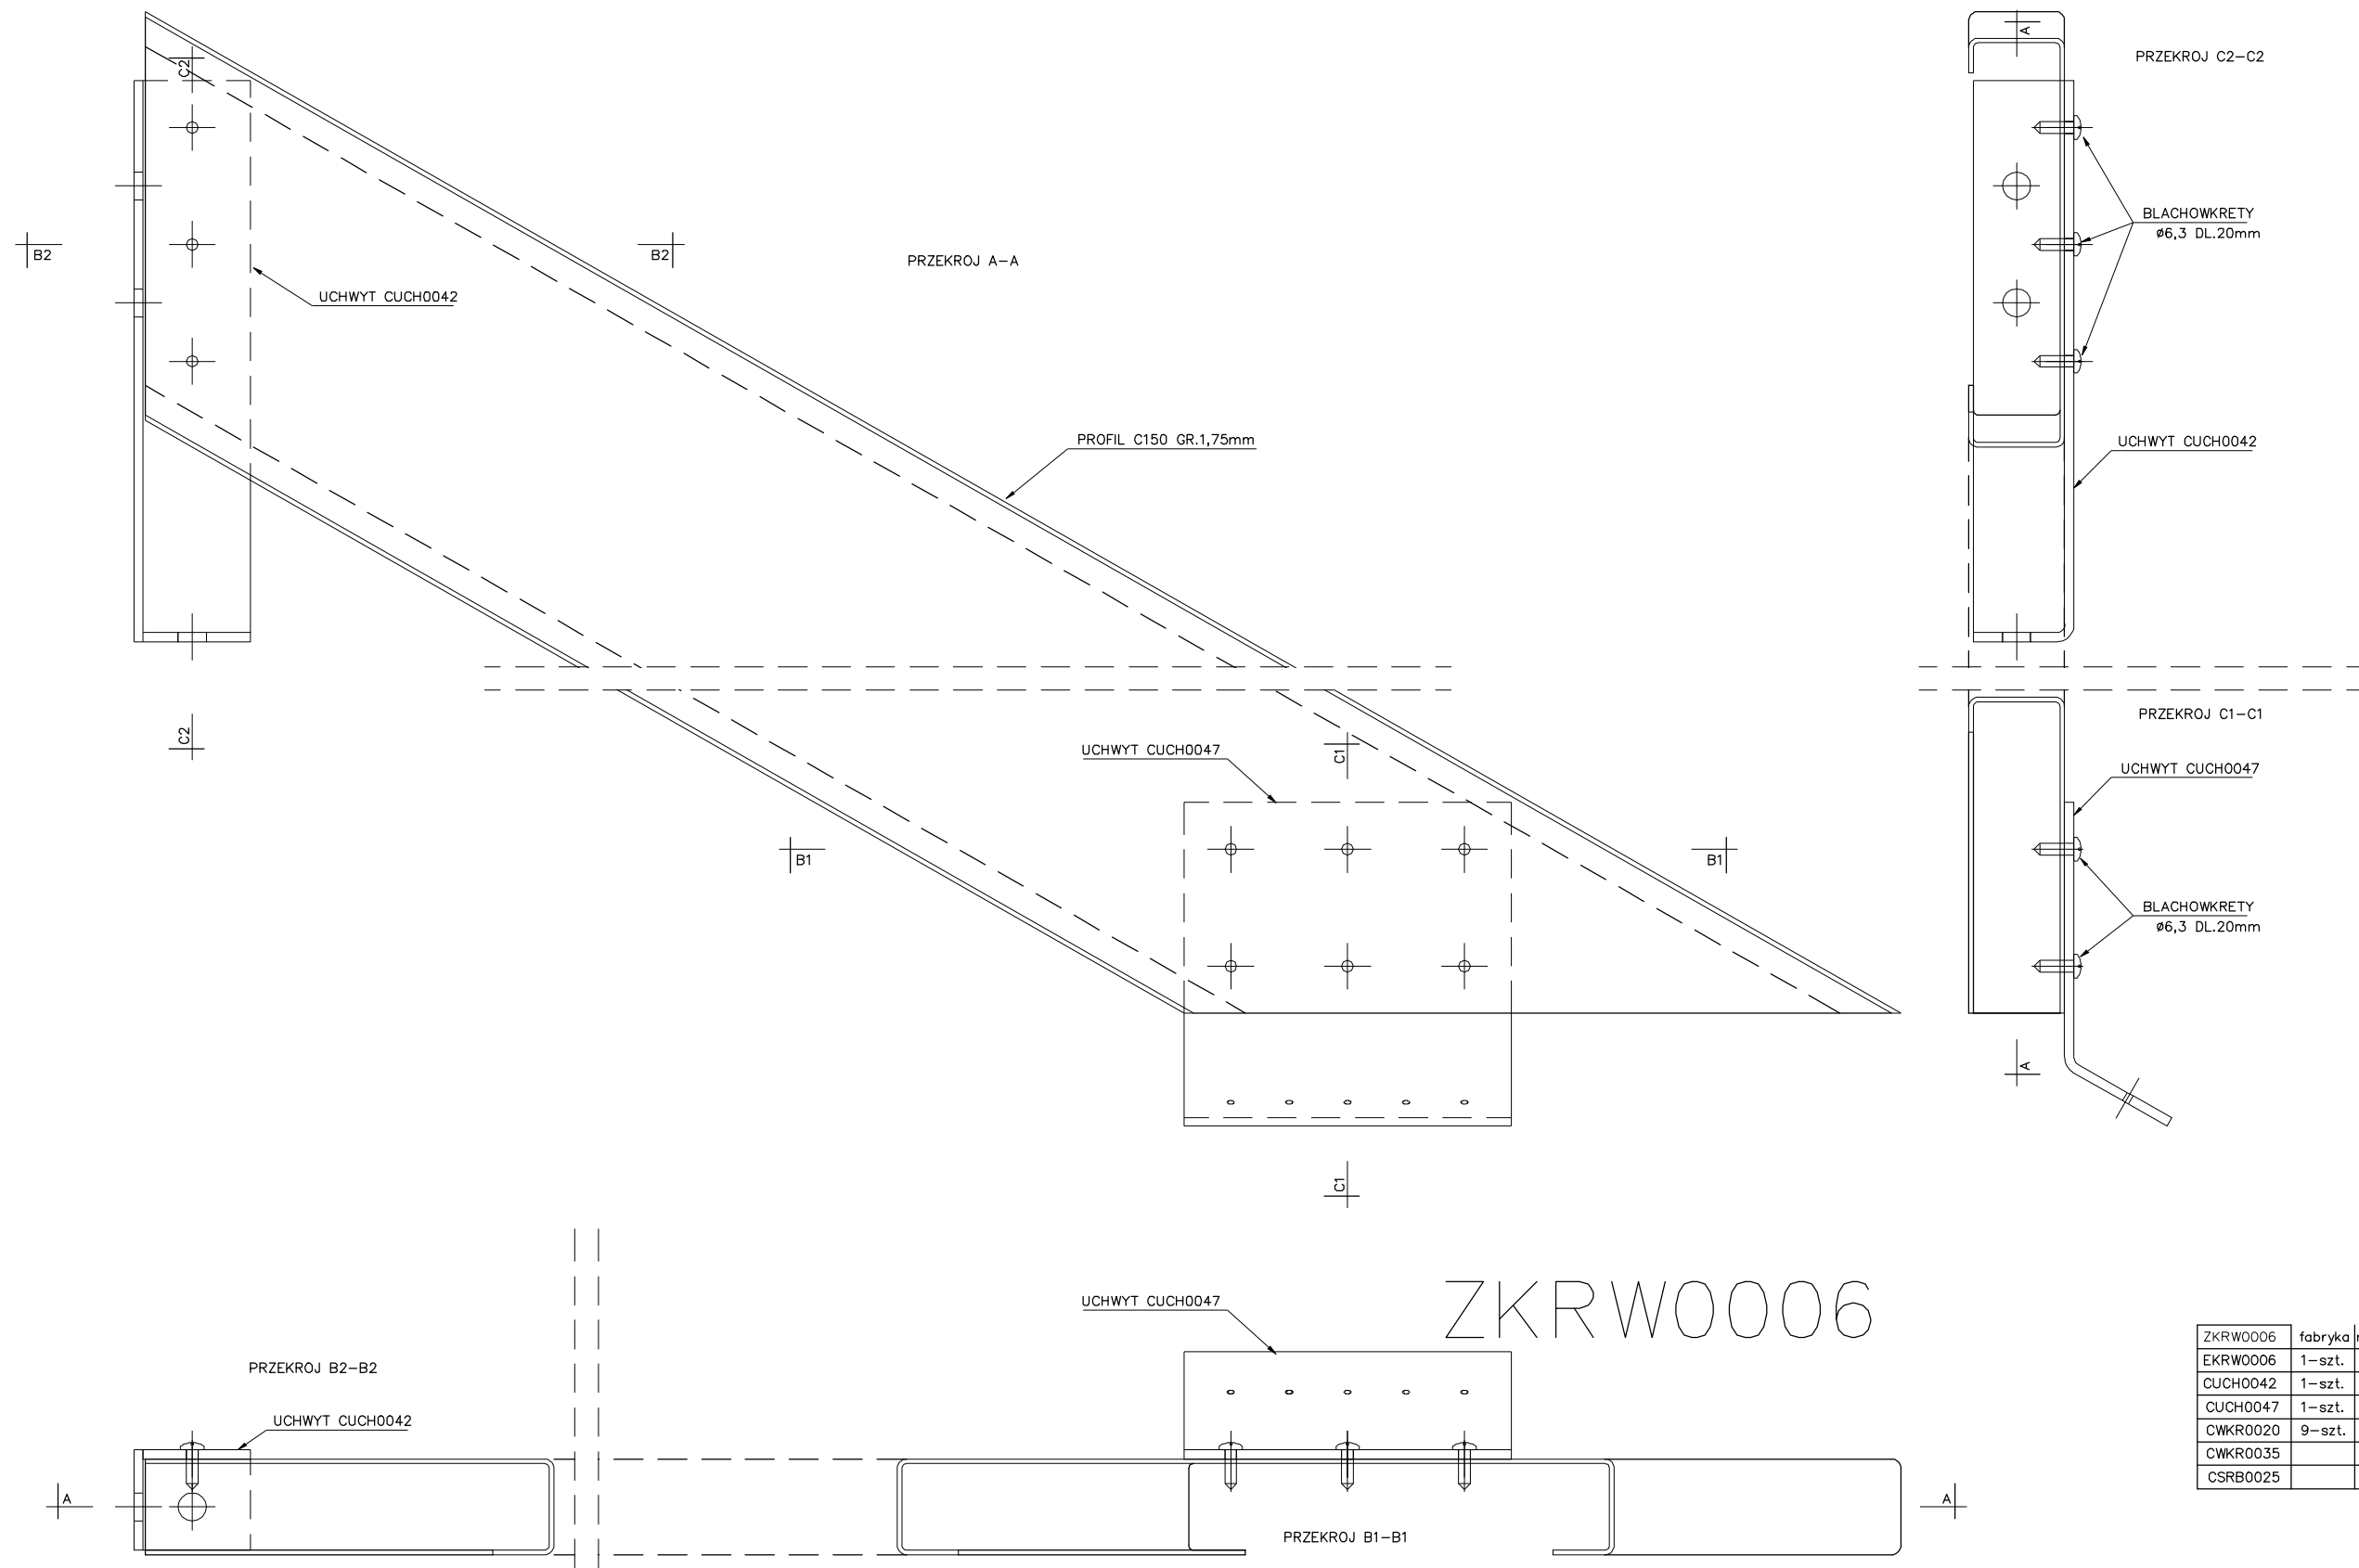 PRZEKROJ C2-C2
A
C2
B2
B2
PRZEKROJ A-A
UCHWYT CUCH0042
BLACHOWKRETY
ø6,3 DL.20mm
PROFIL C150 GR.1,75mm
UCHWYT CUCH0042
C2
C1
PRZEKROJ C1-C1
UCHWYT CUCH0047
UCHWYT CUCH0047
B1
B1
BLACHOWKRETY
ø6,3 DL.20mm
A
C1
ZKRW0006
UCHWYT CUCH0047
PRZEKROJ B2-B2
UCHWYT CUCH0042
A
A
PRZEKROJ B1-B1
ZKRW0006 fabryka
EKRW0006 1-szt.
CUCH0042 1-szt.
CUCH0047 1-szt.
CWKR0020 9-szt.
CWKR0035
CSRB0025